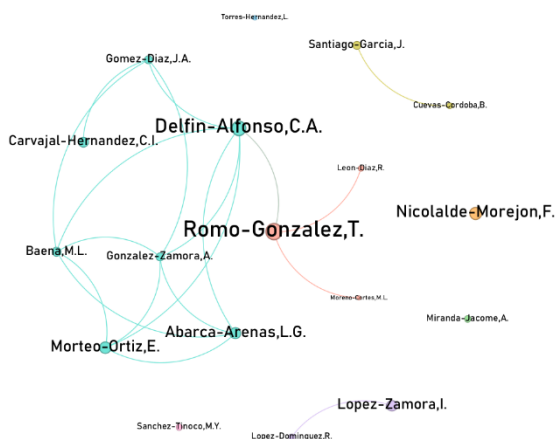 Torres-Hernandez,L.
Santiago-Garcia,J.
Gomez-Diaz,J.A.
Cuevas-Cordoba,B.
Delfin-Alfonso,C.A.
Carvajal-Hernandez,C.I.
Leon-Diaz,R.
Nicolalde-Morejon,F.
Romo-Gonzalez,T.
Baena,M.L.
Gonzalez-Zamora,A.
Moreno-Cortes,M.L.
Miranda-Jacome,A.
Abarca-Arenas,L.G.
Morteo-Ortiz,E.
Lopez-Zamora,I.
Sanchez-Tinoco,M.Y.
Lopez-Dominguez,R.